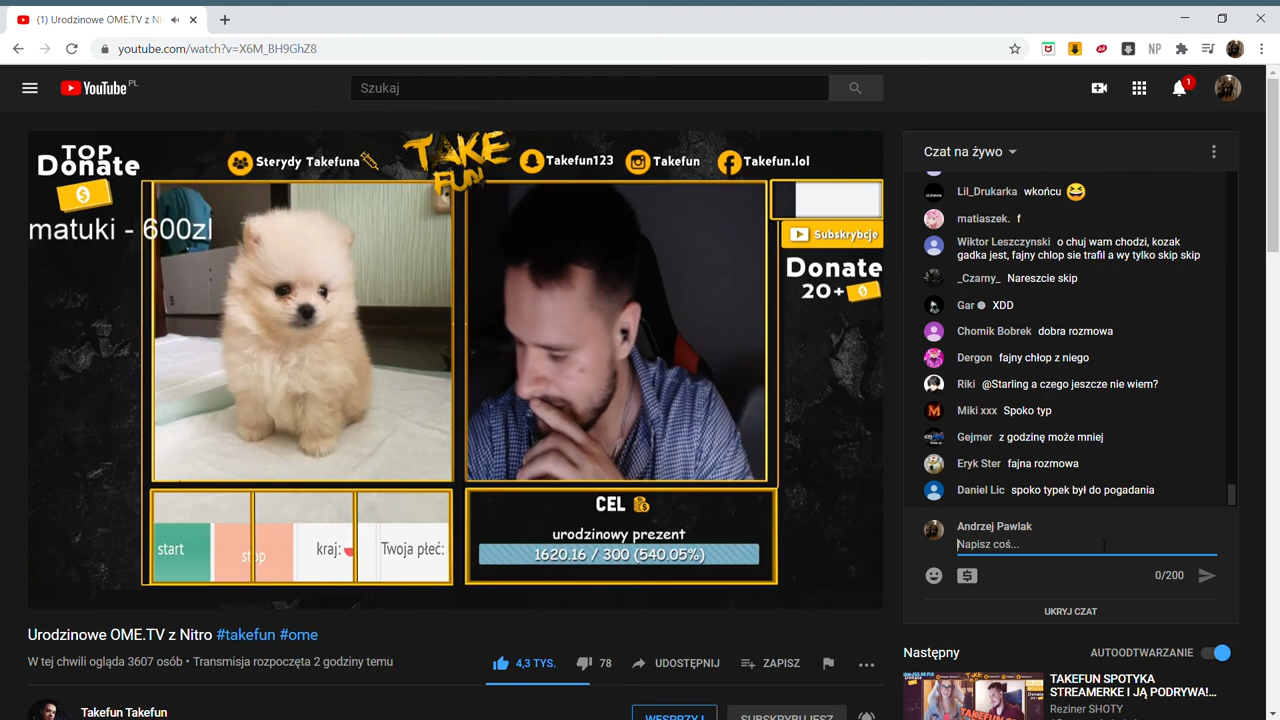 (1) Urodzinowe OME.TV z Ni
youtube.com/watch?v=X6M_BH9GhZ8
NP
YouTube PL
Szukaj
1
TOP
Donate
matuki - 600zl
Sterydy Takefuna
TAKE
FUN
Takefun123
Takefun
Takefun.lol
Subskrybcje
Donate
20+
start
stop
kraj:
Twoja płeć:
CEL
urodzinowy prezent
1620.16 / 300 (540.05%)
Czat na żywo
Lil_Drukarka wkońcu
matiaszek. f
Wiktor Leszczynski o chuj wam chodzi, kozak
gadka jest, fajny chlop sie trafil a wy tylko skip skip
_Czarny_ Nareszcie skip
Gar XDD
Chomik Bobrek dobra rozmowa
Dergon fajny chłop z niego
Riki @Starling a czego jeszcze nie wiem?
Miki xxx Spoko typ
Gejmer z godzinę może mniej
Eryk Ster fajna rozmowa
Daniel Lic spoko typek był do pogadania
Andrzej Pawlak
Napisz coś...
0/200
UKRYJ CZAT
Urodzinowe OME.TV z Nitro #takefun #ome
W tej chwili ogląda 3607 osób • Transmisja rozpoczęta 2 godziny temu
4,3 TYS.
78
UDOSTĘPNIJ
ZAPISZ
Takefun Takefun
WESPRZYJ
SUBSKRYBUJESZ
Następny
AUTOODTWARZANIE
TAKEFUN SPOTYKA
STREAMERKE I JĄ PODRYWA!...
Reziner SHOTY